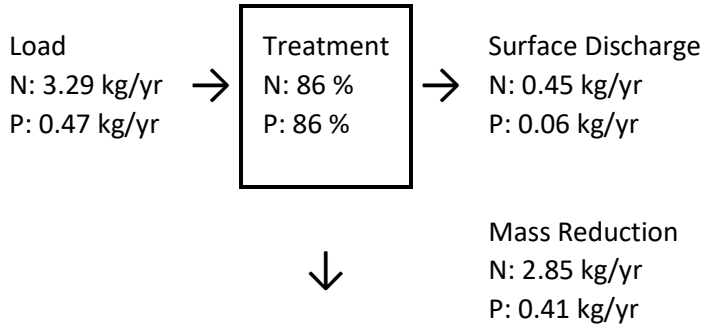 Load
N: 3.29 kg/yr
P: 0.47 kg/yr
Treatment
N: 86 %
P: 86 %
Surface Discharge
N: 0.45 kg/yr
P: 0.06 kg/yr
Mass Reduction
N: 2.85 kg/yr
P: 0.41 kg/yr